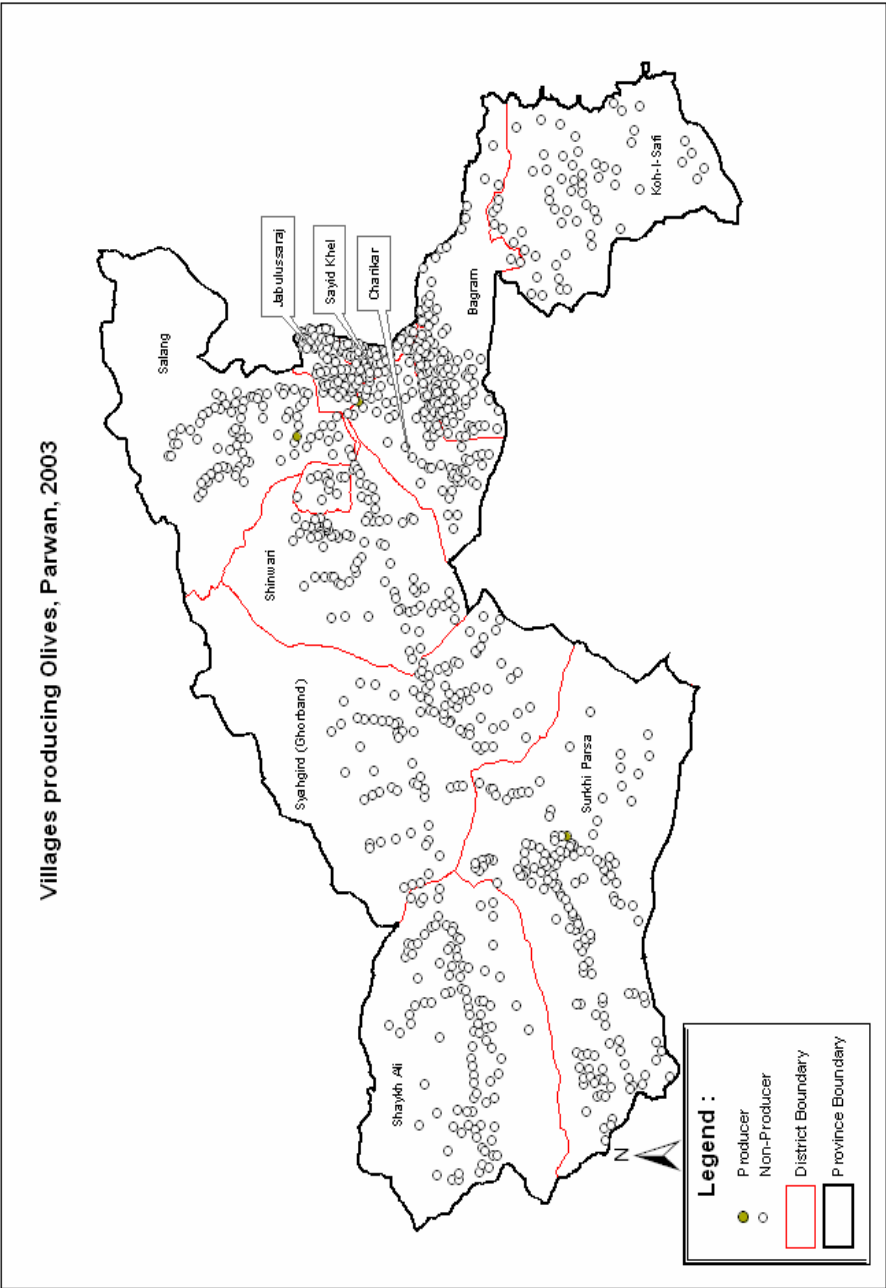 Villages producing Olives, Parwan, 2003
Salang
Jabulussaraj
Sayid Khel
Charikar
Shinwari
Bagram
Koh-I-Safi
Syahgird (Ghorband)
Surkhi Parsa
Shaykh Ali
N
Legend :
Producer
Non-Producer
District Boundary
Province Boundary